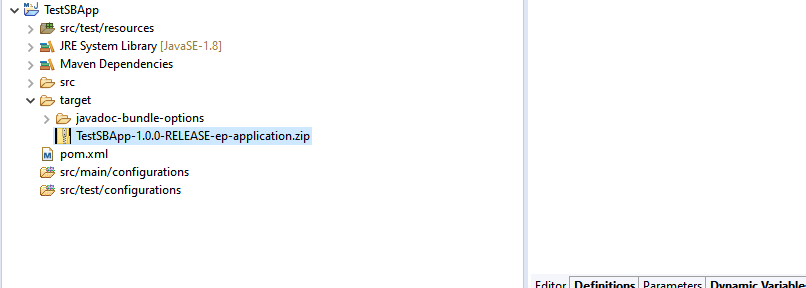 TestSBApp
src/test/resources
JRE System Library [JavaSE-1.8]
Maven Dependencies
src
target
javadoc-bundle-options
TestSBApp-1.0.0-RELEASE-ep-application.zip
pom.xml
src/main/configurations
src/test/configurations
Editor Definitions Parameters Dynamic Variable